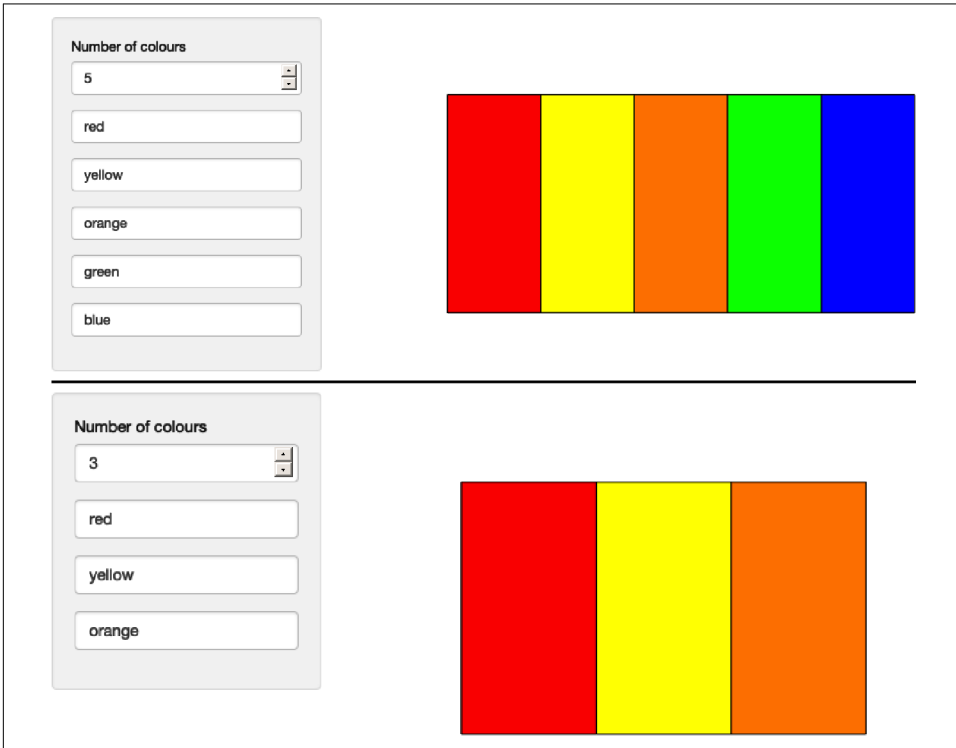 Number of colours
5
red
yellow
orange
green
blue
Number of colours
3
red
yellow
orange